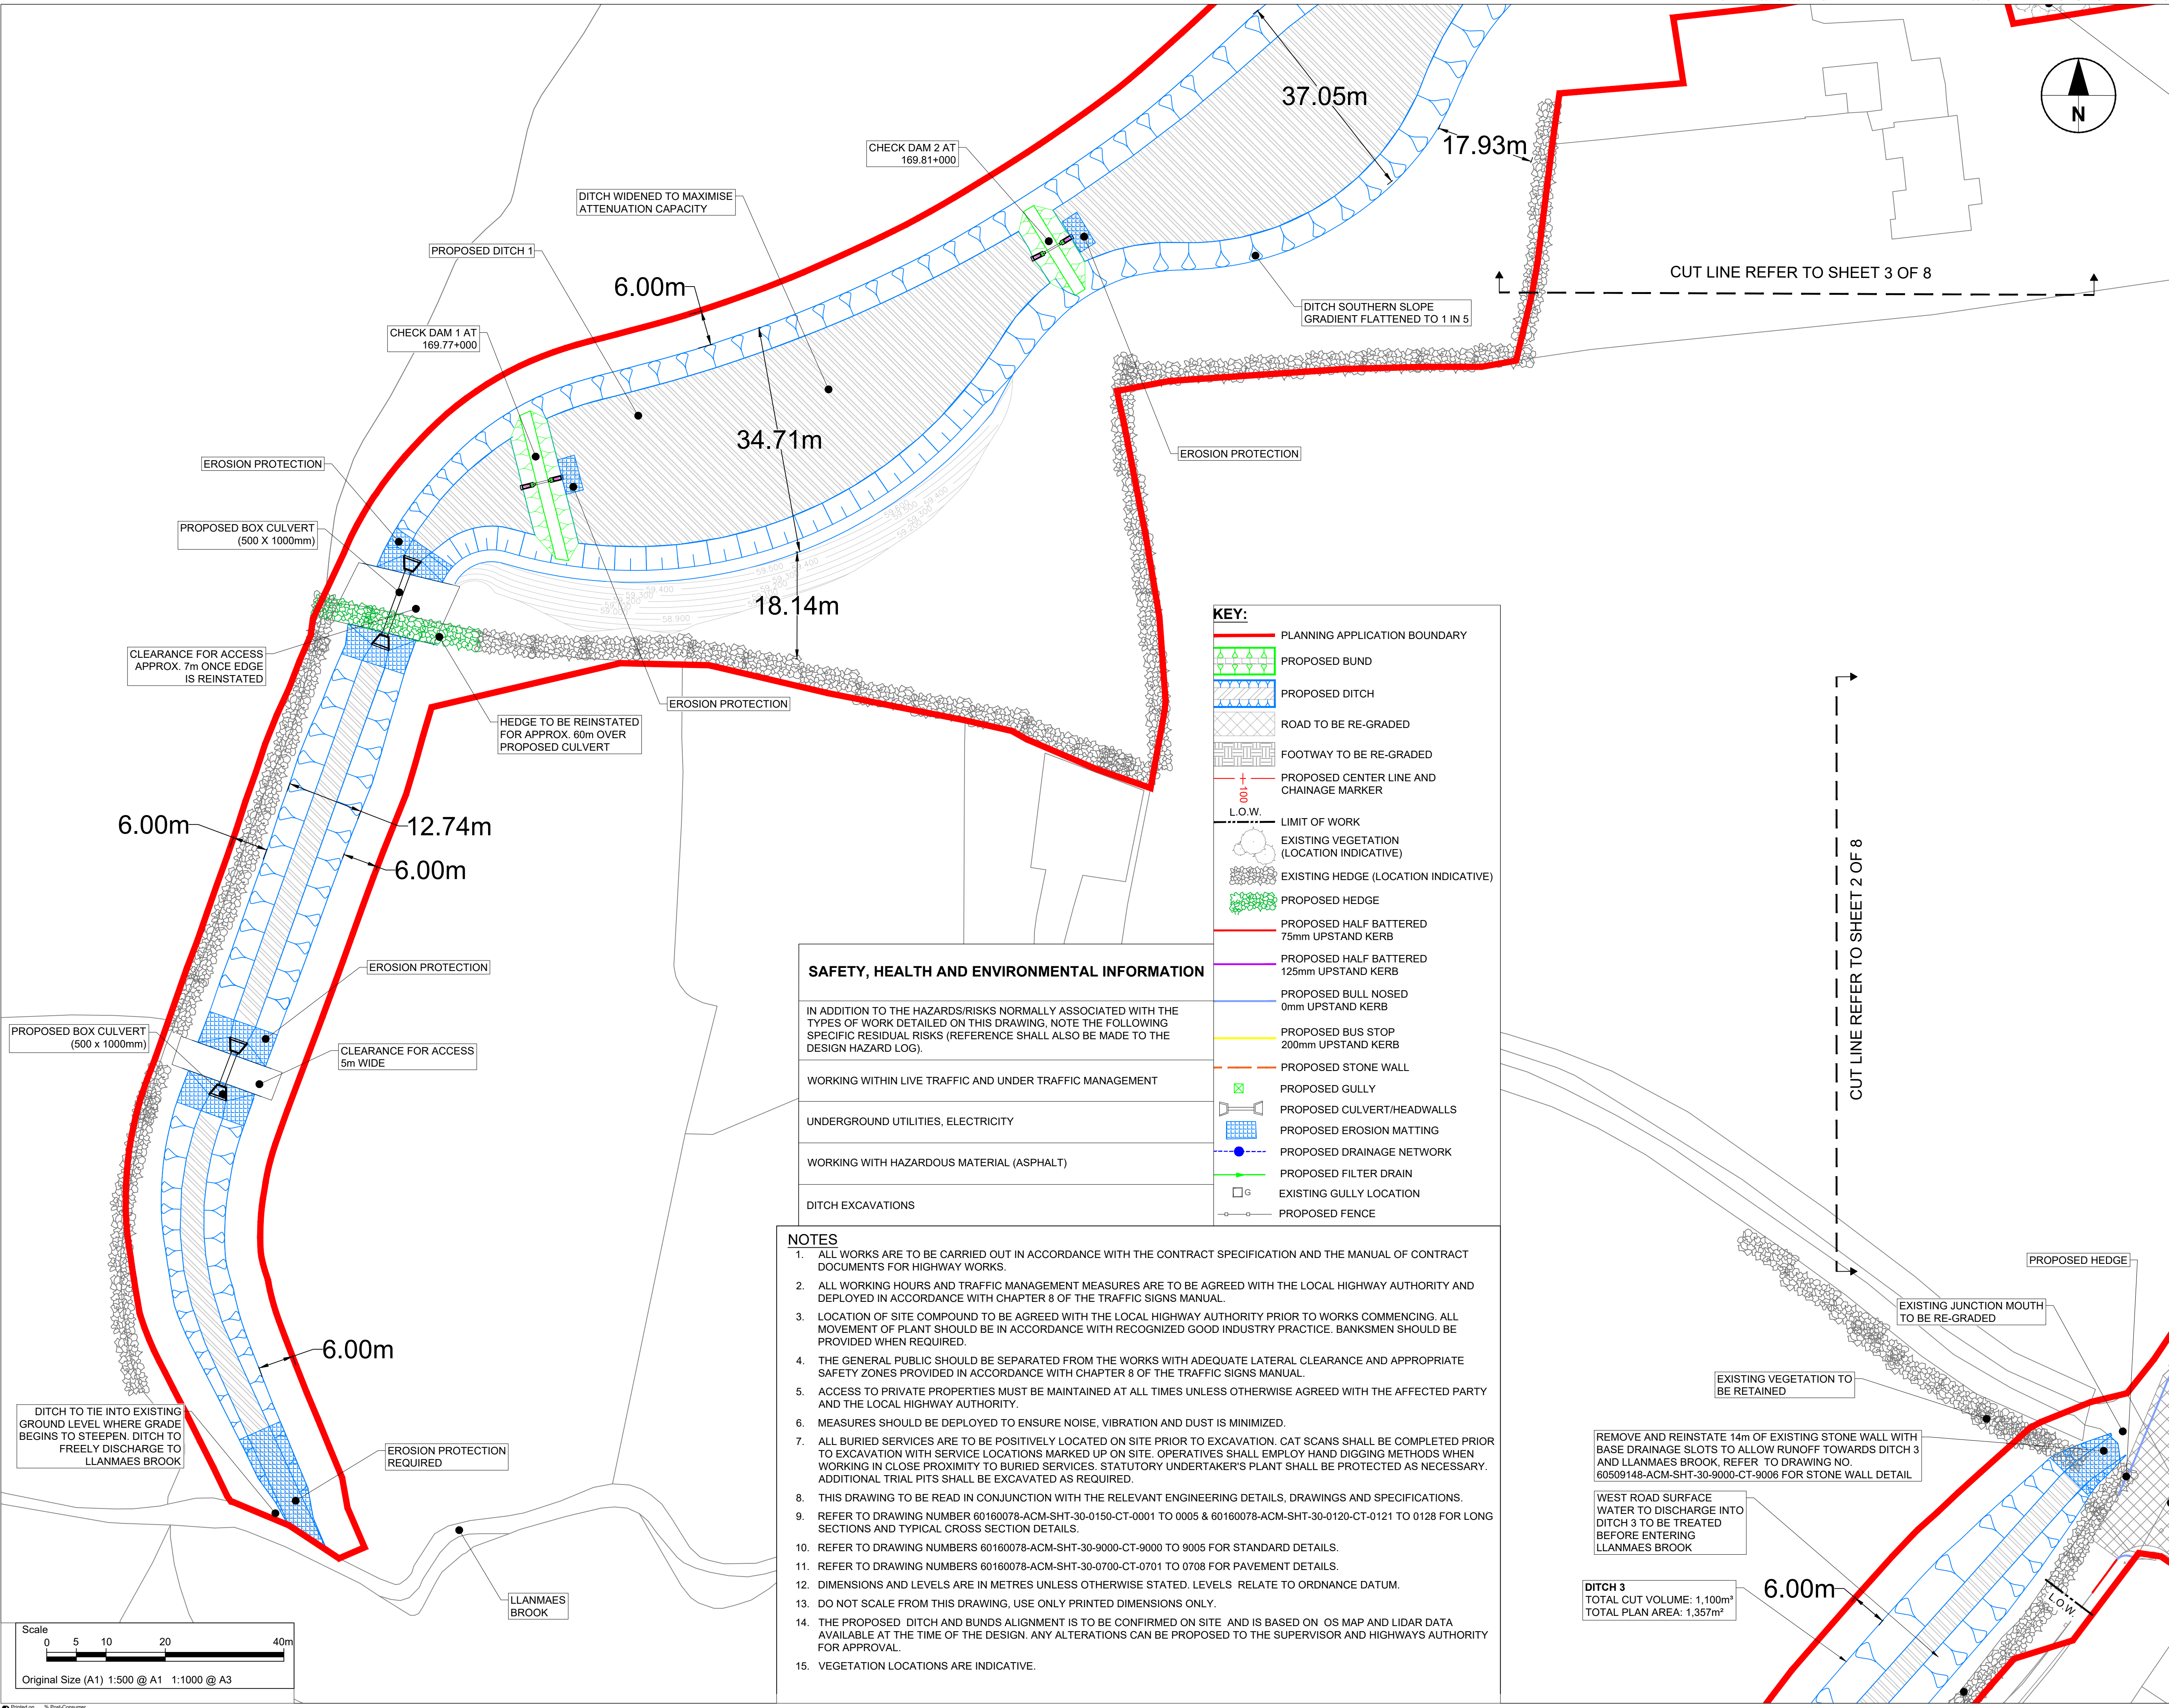 37.05m
17.93m
N
CHECK DAM 2 AT
169.81+000
DITCH WIDENED TO MAXIMISE
ATTENUATION CAPACITY
PROPOSED DITCH 1
6.00m
CUT LINE REFER TO SHEET 3 OF 8
DITCH SOUTHERN SLOPE
GRADIENT FLATTENED TO 1 IN 5
CHECK DAM 1 AT
169.77+000
34.71m
EROSION PROTECTION
EROSION PROTECTION
PROPOSED BOX CULVERT
(500 X 1000mm)
59.400
59.300
59.400
58.900
18.14m
CLEARANCE FOR ACCESS
APPROX. 7m ONCE EDGE
IS REINSTATED
EROSION PROTECTION
HEDGE TO BE REINSTATED
FOR APPROX. 60m OVER
PROPOSED CULVERT
6.00m
12.74m
6.00m
EROSION PROTECTION
PROPOSED BOX CULVERT
(500 x 1000mm)
CLEARANCE FOR ACCESS
5m WIDE
6.00m
DITCH TO TIE INTO EXISTING
GROUND LEVEL WHERE GRADE
BEGINS TO STEEPEN. DITCH TO
FREELY DISCHARGE TO
LLANMAES BROOK
EROSION PROTECTION
REQUIRED
LLANMAES
BROOK
Scale
0 5 10 20 40m
Original Size (A1) 1:500 @ A1 1:1000 @ A3
Printed on % Post-Consumer
KEY:
PLANNING APPLICATION BOUNDARY
PROPOSED BUND
PROPOSED DITCH
ROAD TO BE RE-GRADED
FOOTWAY TO BE RE-GRADED
100
PROPOSED CENTER LINE AND
CHAINAGE MARKER
L.O.W.
LIMIT OF WORK
EXISTING VEGETATION
(LOCATION INDICATIVE)
EXISTING HEDGE (LOCATION INDICATIVE)
PROPOSED HEDGE
PROPOSED HALF BATTERED
75mm UPSTAND KERB
PROPOSED HALF BATTERED
125mm UPSTAND KERB
PROPOSED BULL NOSED
0mm UPSTAND KERB
PROPOSED BUS STOP
200mm UPSTAND KERB
PROPOSED STONE WALL
PROPOSED GULLY
PROPOSED CULVERT/HEADWALLS
PROPOSED EROSION MATTING
PROPOSED DRAINAGE NETWORK
PROPOSED FILTER DRAIN
G
EXISTING GULLY LOCATION
PROPOSED FENCE
SAFETY, HEALTH AND ENVIRONMENTAL INFORMATION
IN ADDITION TO THE HAZARDS/RISKS NORMALLY ASSOCIATED WITH THE
TYPES OF WORK DETAILED ON THIS DRAWING, NOTE THE FOLLOWING
SPECIFIC RESIDUAL RISKS (REFERENCE SHALL ALSO BE MADE TO THE
DESIGN HAZARD LOG).
WORKING WITHIN LIVE TRAFFIC AND UNDER TRAFFIC MANAGEMENT
UNDERGROUND UTILITIES, ELECTRICITY
WORKING WITH HAZARDOUS MATERIAL (ASPHALT)
DITCH EXCAVATIONS
NOTES
1. ALL WORKS ARE TO BE CARRIED OUT IN ACCORDANCE WITH THE CONTRACT SPECIFICATION AND THE MANUAL OF CONTRACT
DOCUMENTS FOR HIGHWAY WORKS.
2. ALL WORKING HOURS AND TRAFFIC MANAGEMENT MEASURES ARE TO BE AGREED WITH THE LOCAL HIGHWAY AUTHORITY AND
DEPLOYED IN ACCORDANCE WITH CHAPTER 8 OF THE TRAFFIC SIGNS MANUAL.
3. LOCATION OF SITE COMPOUND TO BE AGREED WITH THE LOCAL HIGHWAY AUTHORITY PRIOR TO WORKS COMMENCING. ALL
MOVEMENT OF PLANT SHOULD BE IN ACCORDANCE WITH RECOGNIZED GOOD INDUSTRY PRACTICE. BANKSMEN SHOULD BE
PROVIDED WHEN REQUIRED.
4. THE GENERAL PUBLIC SHOULD BE SEPARATED FROM THE WORKS WITH ADEQUATE LATERAL CLEARANCE AND APPROPRIATE
SAFETY ZONES PROVIDED IN ACCORDANCE WITH CHAPTER 8 OF THE TRAFFIC SIGNS MANUAL.
5. ACCESS TO PRIVATE PROPERTIES MUST BE MAINTAINED AT ALL TIMES UNLESS OTHERWISE AGREED WITH THE AFFECTED PARTY
AND THE LOCAL HIGHWAY AUTHORITY.
6. MEASURES SHOULD BE DEPLOYED TO ENSURE NOISE, VIBRATION AND DUST IS MINIMIZED.
7. ALL BURIED SERVICES ARE TO BE POSITIVELY LOCATED ON SITE PRIOR TO EXCAVATION. CAT SCANS SHALL BE COMPLETED PRIOR
TO EXCAVATION WITH SERVICE LOCATIONS MARKED UP ON SITE. OPERATIVES SHALL EMPLOY HAND DIGGING METHODS WHEN
WORKING IN CLOSE PROXIMITY TO BURIED SERVICES. STATUTORY UNDERTAKER'S PLANT SHALL BE PROTECTED AS NECESSARY.
ADDITIONAL TRIAL PITS SHALL BE EXCAVATED AS REQUIRED.
8. THIS DRAWING TO BE READ IN CONJUNCTION WITH THE RELEVANT ENGINEERING DETAILS, DRAWINGS AND SPECIFICATIONS.
9. REFER TO DRAWING NUMBER 60160078-ACM-SHT-30-0150-CT-0001 TO 0005 & 60160078-ACM-SHT-30-0120-CT-0121 TO 0128 FOR LONG
SECTIONS AND TYPICAL CROSS SECTION DETAILS.
10. REFER TO DRAWING NUMBERS 60160078-ACM-SHT-30-9000-CT-9000 TO 9005 FOR STANDARD DETAILS.
11. REFER TO DRAWING NUMBERS 60160078-ACM-SHT-30-0700-CT-0701 TO 0708 FOR PAVEMENT DETAILS.
12. DIMENSIONS AND LEVELS ARE IN METRES UNLESS OTHERWISE STATED. LEVELS RELATE TO ORDNANCE DATUM.
13. DO NOT SCALE FROM THIS DRAWING, USE ONLY PRINTED DIMENSIONS ONLY.
14. THE PROPOSED DITCH AND BUNDS ALIGNMENT IS TO BE CONFIRMED ON SITE AND IS BASED ON OS MAP AND LIDAR DATA
AVAILABLE AT THE TIME OF THE DESIGN. ANY ALTERATIONS CAN BE PROPOSED TO THE SUPERVISOR AND HIGHWAYS AUTHORITY
FOR APPROVAL.
15. VEGETATION LOCATIONS ARE INDICATIVE.
CUT LINE REFER TO SHEET 2 OF 8
PROPOSED HEDGE
EXISTING JUNCTION MOUTH
TO BE RE-GRADED
EXISTING VEGETATION TO
BE RETAINED
REMOVE AND REINSTATE 14m OF EXISTING STONE WALL WITH
BASE DRAINAGE SLOTS TO ALLOW RUNOFF TOWARDS DITCH 3
AND LLANMAES BROOK, REFER TO DRAWING NO.
60509148-ACM-SHT-30-9000-CT-9006 FOR STONE WALL DETAIL
WEST ROAD SURFACE
WATER TO DISCHARGE INTO
DITCH 3 TO BE TREATED
BEFORE ENTERING
LLANMAES BROOK
DITCH 3
TOTAL CUT VOLUME: 1,100m³
TOTAL PLAN AREA: 1,357m²
6.00m
L.O.W.